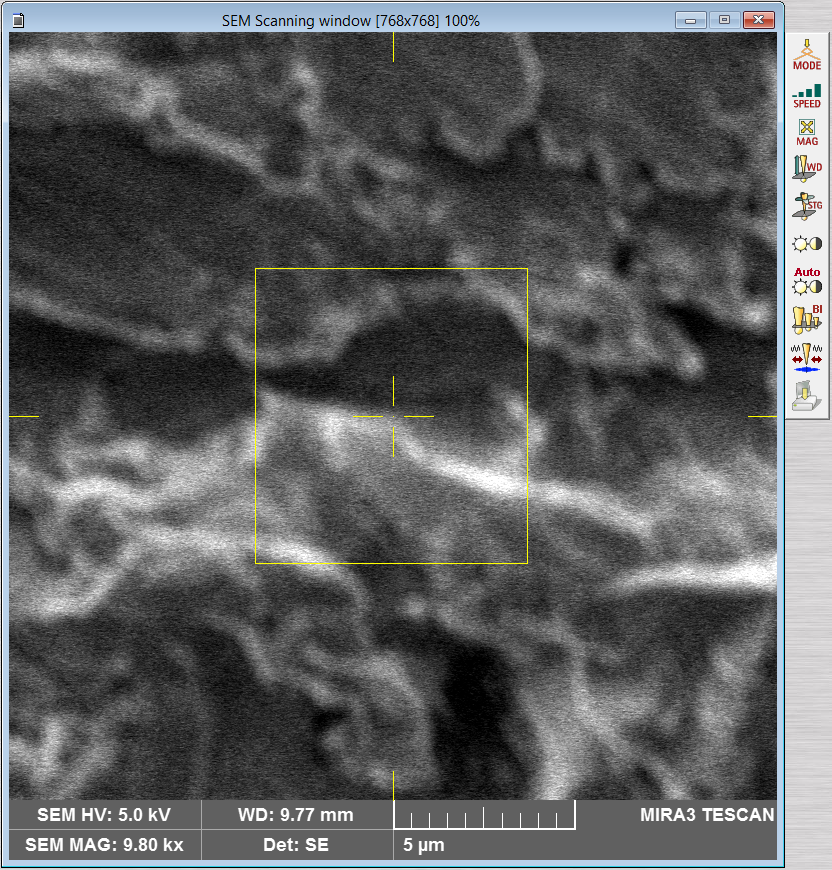 SEM Scanning window [768x768] 100%
MODE
SPEED
MAG
WD
STG
Auto
BI
SEM HV: 5.0 kV
WD: 9.77 mm
MIRA3 TESCAN
SEM MAG: 9.80 kx
Det: SE
5 µm